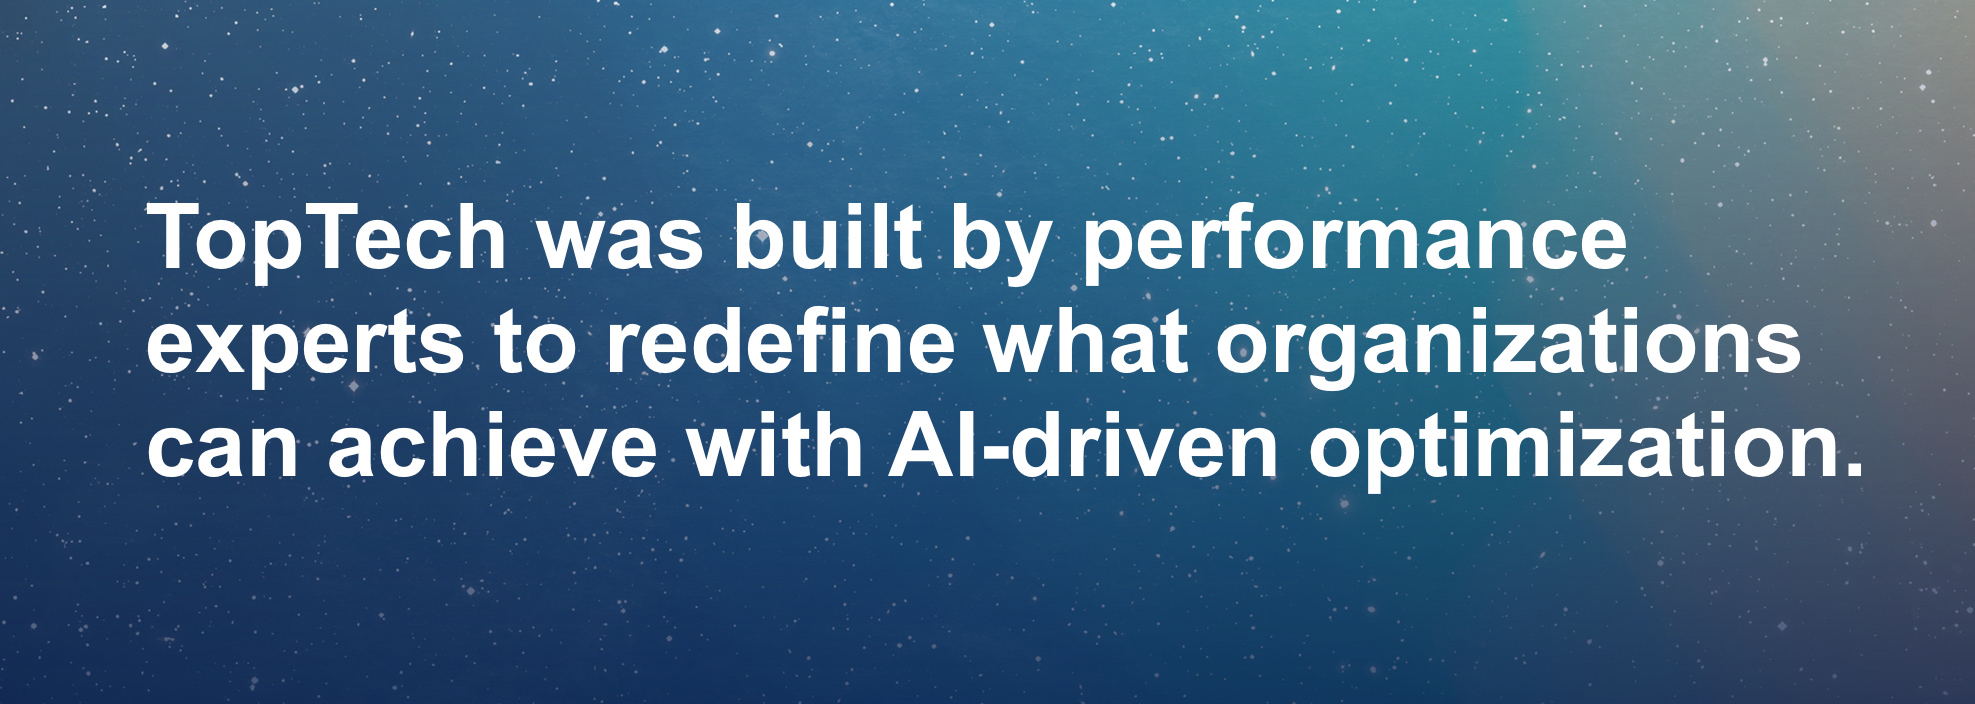 TopTech was built by performance
experts to redefine what organizations
can achieve with AI-driven optimization.